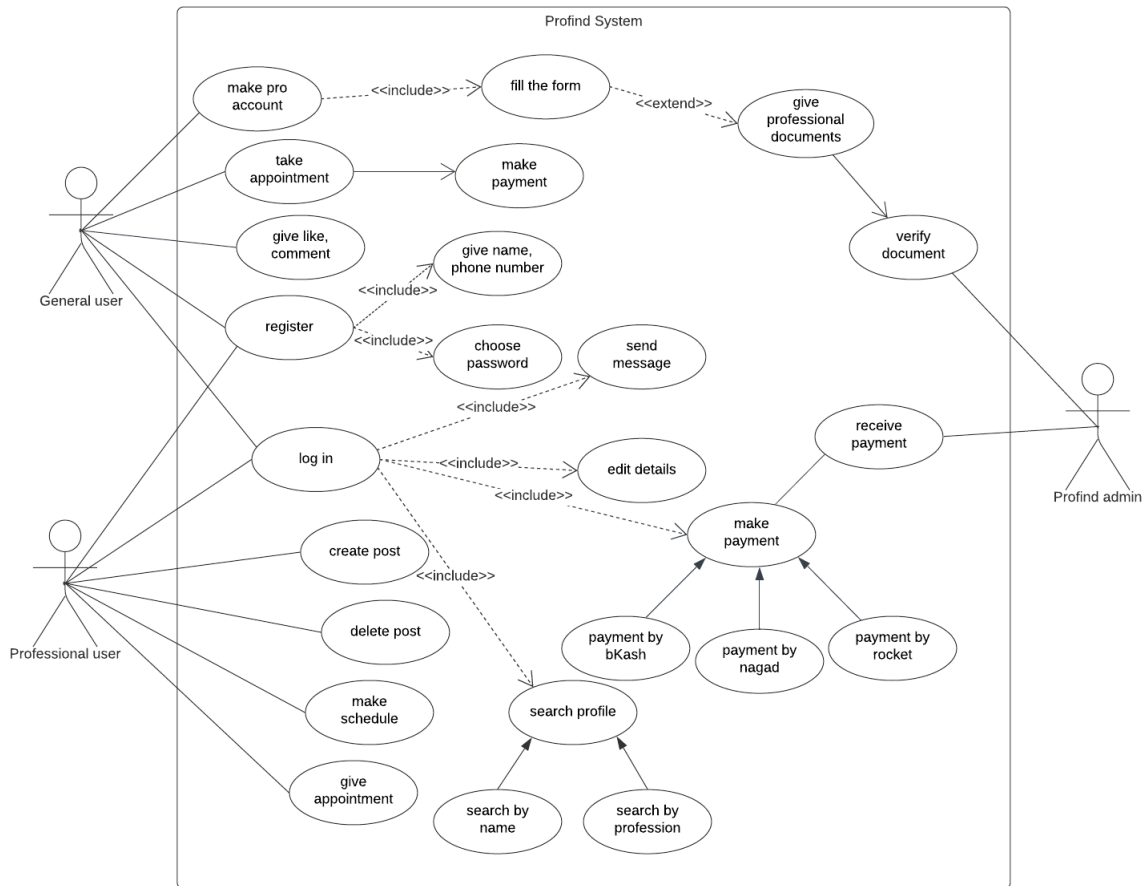 Profind System
make pro
account
<<include>>
fill the form
<<extend>>
give
professional
documents
take
appointment
make
payment
give like,
comment
give name,
phone number
verify
document
General user
<<include>>
register
<<include>>
choose
password
send
message
<<include>>
receive
payment
log in
<<include>>
edit details
<<include>>
Profind admin
make
payment
create post
<<include>>
delete post
Professional user
payment by
bKash
payment by
nagad
payment by
rocket
make
schedule
search profile
give
appointment
search by
name
search by
profession